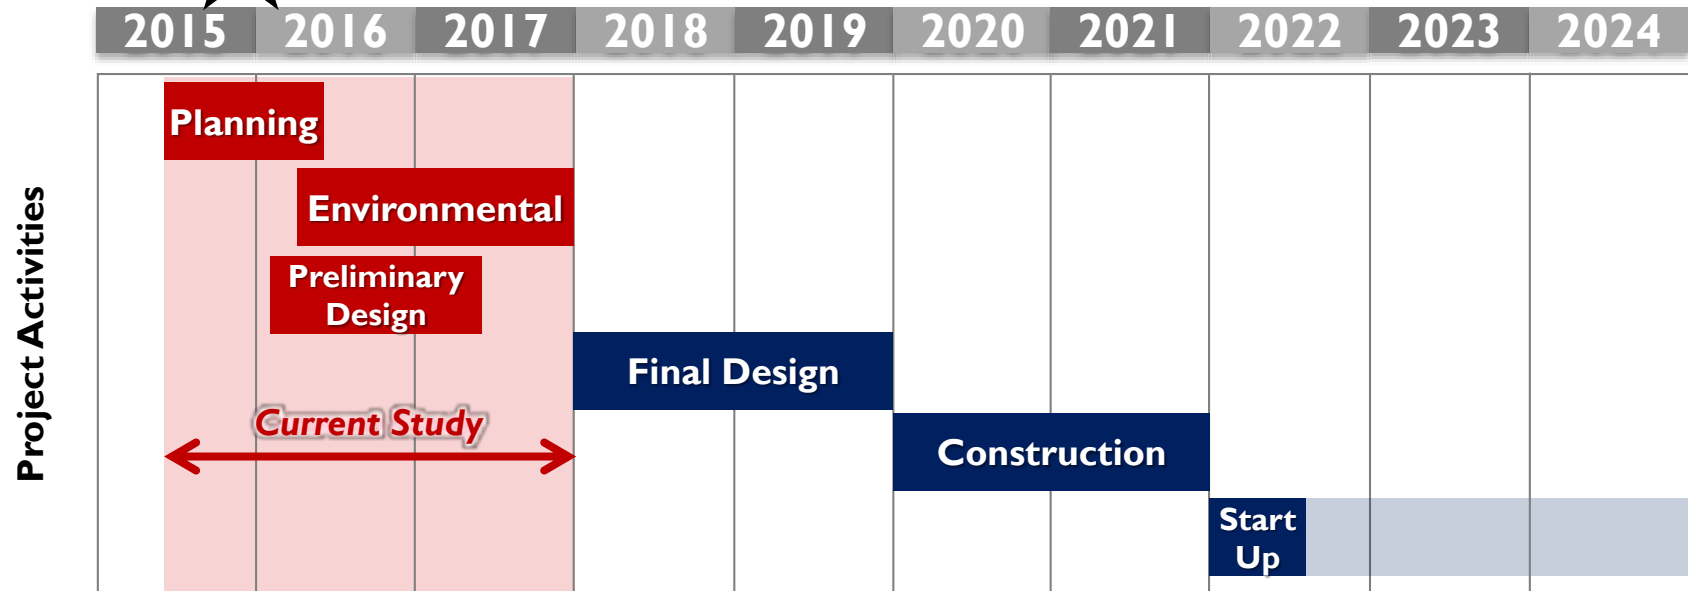 2015 2016 2017 2018 2019 2020 2021 2022 2023 2024
Project Activities
Planning
Environmental
Preliminary
Design
Final Design
Current Study
Construction
Start
Up